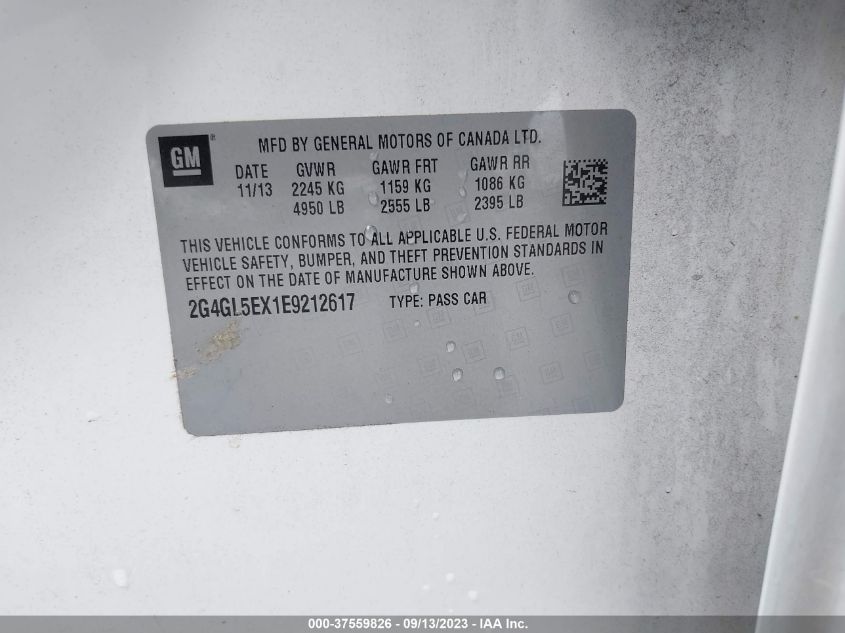 GM® MFD BY GENERAL MOTORS OF CANADA LTD.
DATE GVWR GAWR FRT GAWR RR
11/13 2245 KG 1159 KG 1086 KG
4950 LB 2555 LB 2395 LB
THIS VEHICLE CONFORMS TO ALL APPLICABLE U.S. FEDERAL MOTOR
VEHICLE SAFETY, BUMPER, AND THEFT PREVENTION STANDARDS IN
EFFECT ON THE DATE OF MANUFACTURE SHOWN ABOVE.
2G4GL5EX1E9212617 TYPE: PASS CAR
000-37559826 - 09/13/2023 - IAA Inc.